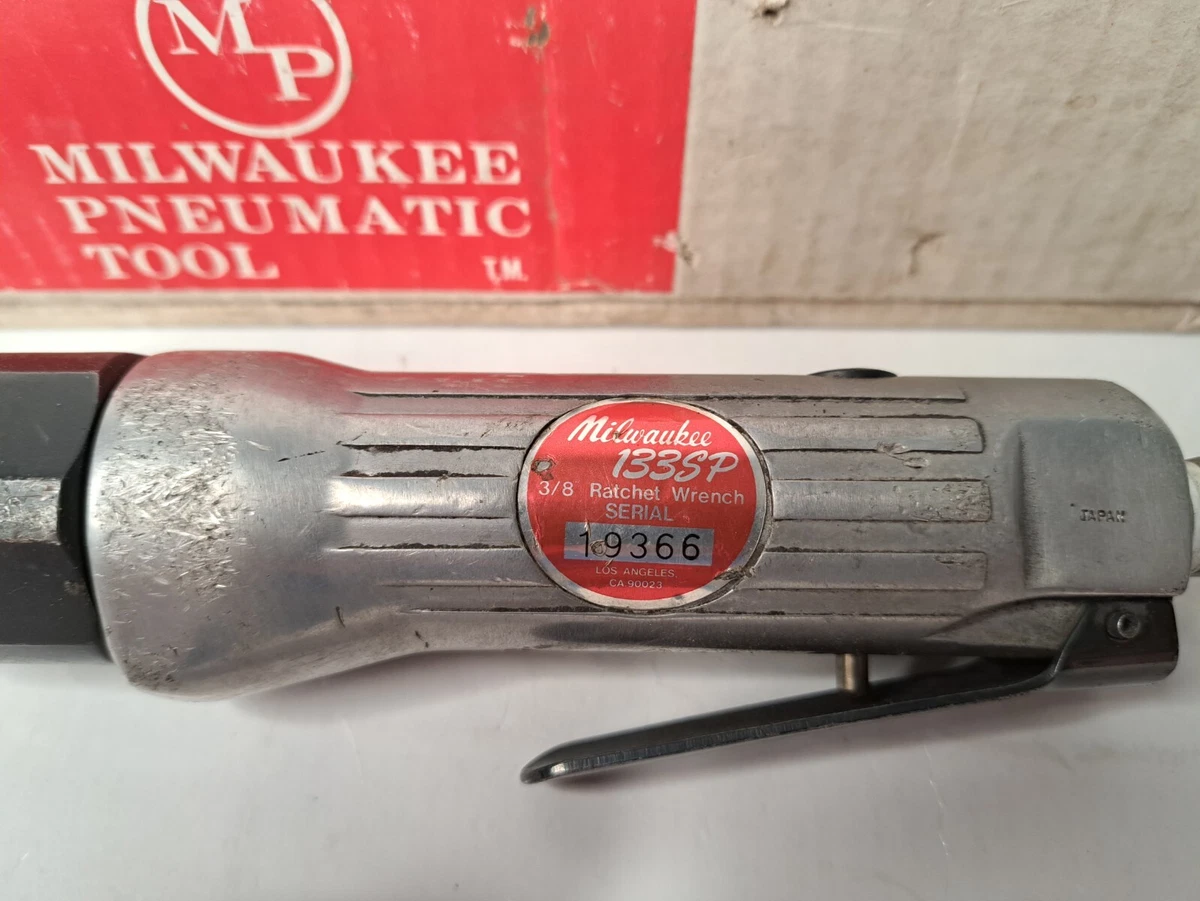 MP
MILWAUKEE
PNEUMATIC
TOOL T.M.
Milwaukee
133SP
3/8 Ratchet Wrench
SERIAL
19366
LOS ANGELES,
CA 90023
JAPAN